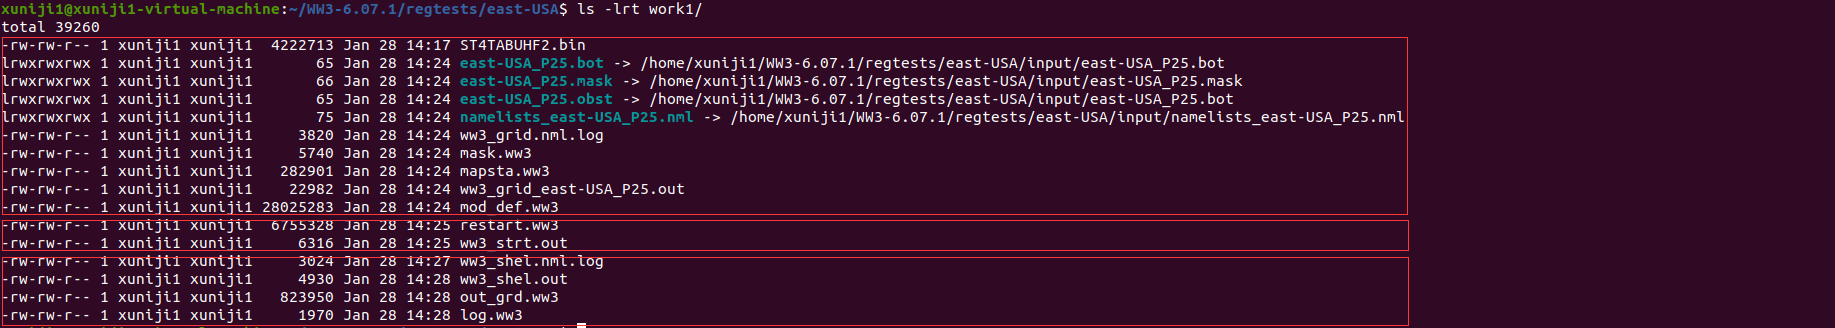 xuniji1@xuniji1-virtual-machine:~/WW3-6.07.1/regtests/east-USA$ ls -lrt work1/
total 39260
-rw-rw-r-- 1 xuniji1 xuniji1  4222713 Jan 28 14:17 ST4TABUHF2.bin
lrwxrwxrwx 1 xuniji1 xuniji1       65 Jan 28 14:24 east-USA_P25.bot -> /home/xuniji1/WW3-6.07.1/regtests/east-USA/input/east-USA_P25.bot
lrwxrwxrwx 1 xuniji1 xuniji1       66 Jan 28 14:24 east-USA_P25.mask -> /home/xuniji1/WW3-6.07.1/regtests/east-USA/input/east-USA_P25.mask
lrwxrwxrwx 1 xuniji1 xuniji1       65 Jan 28 14:24 east-USA_P25.obst -> /home/xuniji1/WW3-6.07.1/regtests/east-USA/input/east-USA_P25.bot
lrwxrwxrwx 1 xuniji1 xuniji1       75 Jan 28 14:24 namelists_east-USA_P25.nml -> /home/xuniji1/WW3-6.07.1/regtests/east-USA/input/namelists_east-USA_P25.nml
-rw-rw-r-- 1 xuniji1 xuniji1     3820 Jan 28 14:24 ww3_grid.nml.log
-rw-rw-r-- 1 xuniji1 xuniji1     5740 Jan 28 14:24 mask.ww3
-rw-rw-r-- 1 xuniji1 xuniji1   282901 Jan 28 14:24 mapsta.ww3
-rw-rw-r-- 1 xuniji1 xuniji1    22982 Jan 28 14:24 ww3_grid_east-USA_P25.out
-rw-rw-r-- 1 xuniji1 xuniji1 28025283 Jan 28 14:24 mod_def.ww3
-rw-rw-r-- 1 xuniji1 xuniji1  6755328 Jan 28 14:25 restart.ww3
-rw-rw-r-- 1 xuniji1 xuniji1     6316 Jan 28 14:25 ww3_strt.out
-rw-rw-r-- 1 xuniji1 xuniji1     3024 Jan 28 14:27 ww3_shel.nml.log
-rw-rw-r-- 1 xuniji1 xuniji1     4930 Jan 28 14:28 ww3_shel.out
-rw-rw-r-- 1 xuniji1 xuniji1   823950 Jan 28 14:28 out_grd.ww3
-rw-rw-r-- 1 xuniji1 xuniji1     1970 Jan 28 14:28 log.ww3